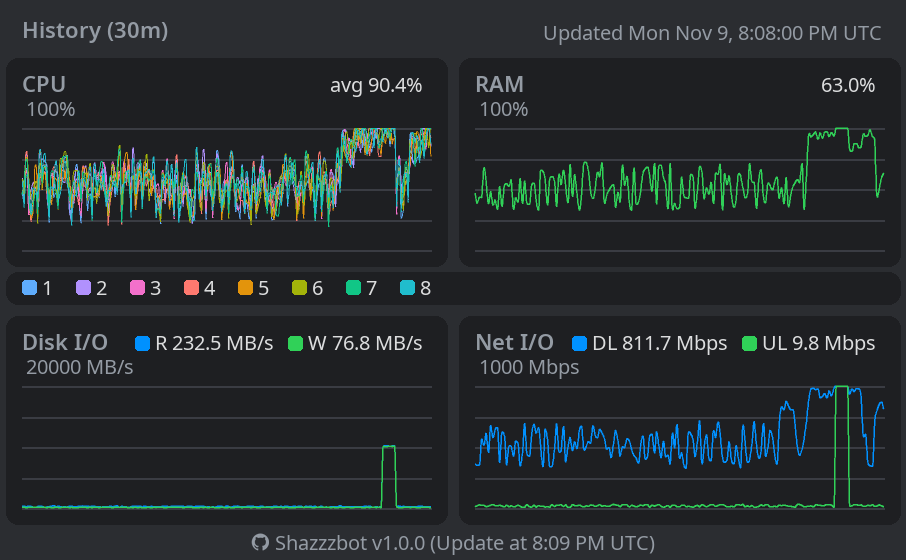 History (30m)
Updated Mon Nov 9, 8:08:00 PM UTC
CPU
avg 90.4%
100%
RAM
63.0%
100%
1 2 3 4 5 6 7 8
Disk I/O
R 232.5 MB/s W 76.8 MB/s
20000 MB/s
Net I/O
DL 811.7 Mbps UL 9.8 Mbps
1000 Mbps
Shazzzbot v1.0.0 (Update at 8:09 PM UTC)